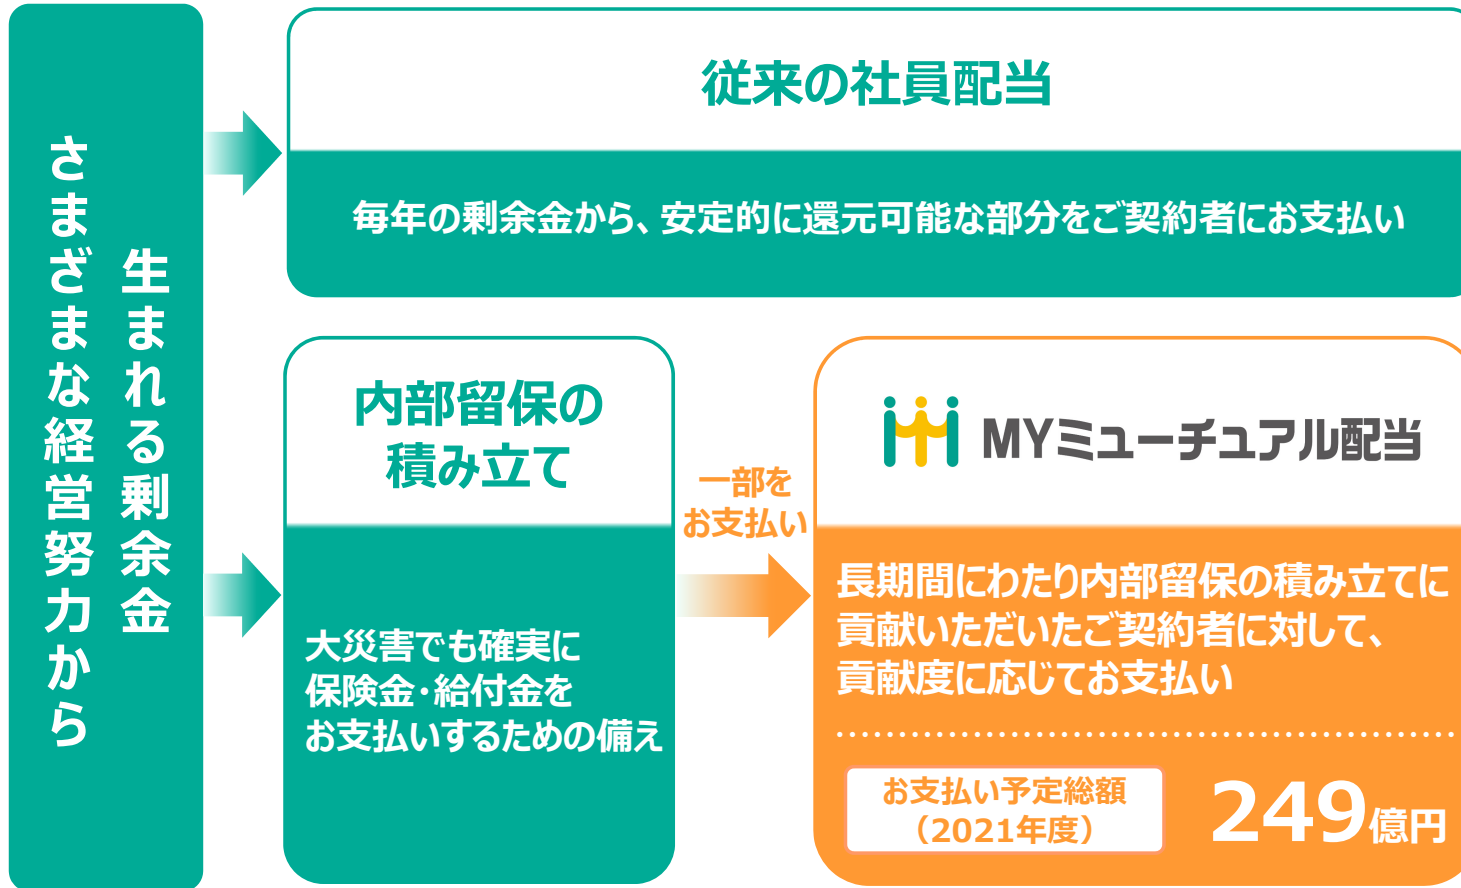 さまざまな経営努力から
生まれる剰余金
従来の社員配当
毎年の剰余金から、安定的に還元可能な部分をご契約者にお支払い
内部留保の
積み立て
大災害でも確実に
保険金・給付金を
お支払いするための備え
一部を
お支払い
MYミューチュアル配当
長期間にわたり内部留保の積み立てに
貢献いただいたご契約者に対して、
貢献度に応じてお支払い
お支払い予定総額
（2021年度）
249億円